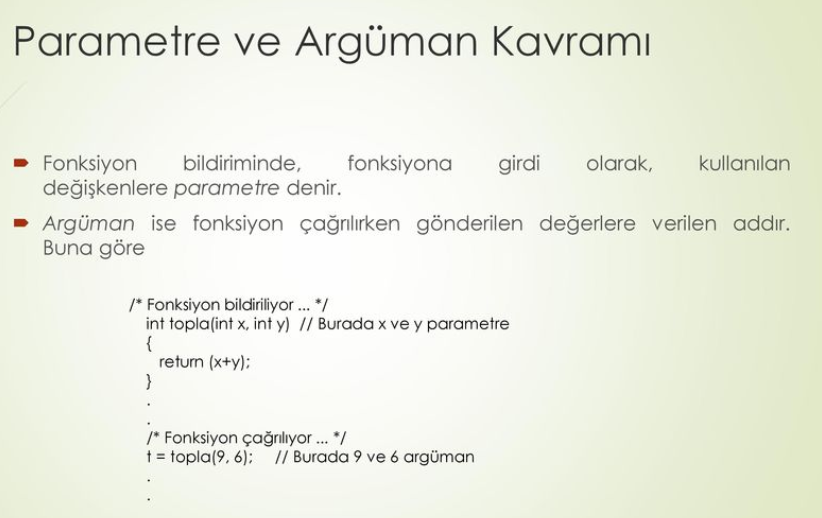 Parametre ve Argüman Kavramı
Fonksiyon bildiriminde, fonksiyona girdi olarak, kullanılan
değişkenlere parametre denir.
Argüman ise fonksiyon çağrılırken gönderilen değerlere verilen addır.
Buna göre
/* Fonksiyon bildiriliyor ... */
int topla(int x, int y) // Burada x ve y parametre
{
return (x+y);
}
.
.
/* Fonksiyon çağrılıyor ... */
t = topla(9, 6); // Burada 9 ve 6 argüman
.
.